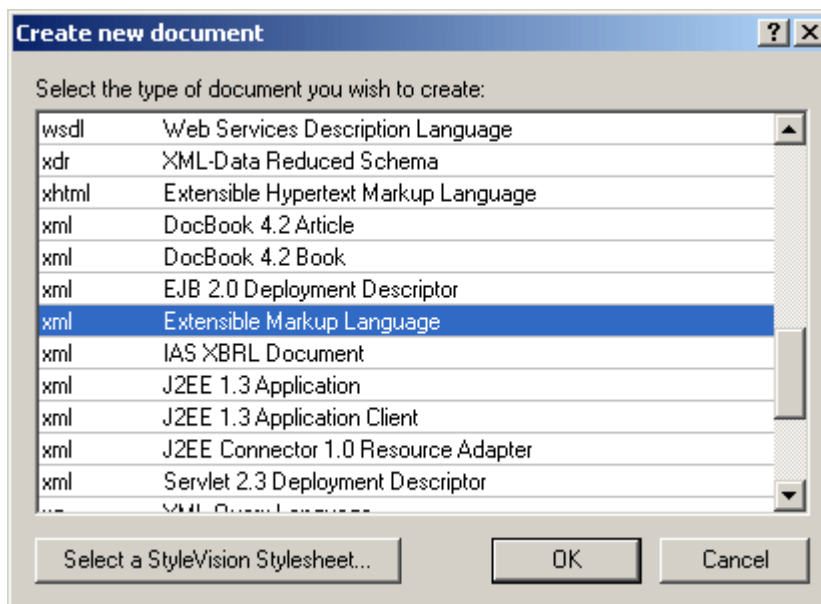 Create new document
Select the type of document you wish to create:
wsdl Web Services Description Language
xdr XML-Data Reduced Schema
xhtml Extensible Hypertext Markup Language
xml DocBook 4.2 Article
xml DocBook 4.2 Book
xml EJB 2.0 Deployment Descriptor
xml Extensible Markup Language
xml IAS XBRL Document
xml J2EE 1.3 Application
xml J2EE 1.3 Application Client
xml J2EE Connector 1.0 Resource Adapter
xml Servlet 2.3 Deployment Descriptor
XML Query Language
Select a StyleVision Stylesheet... OK Cancel